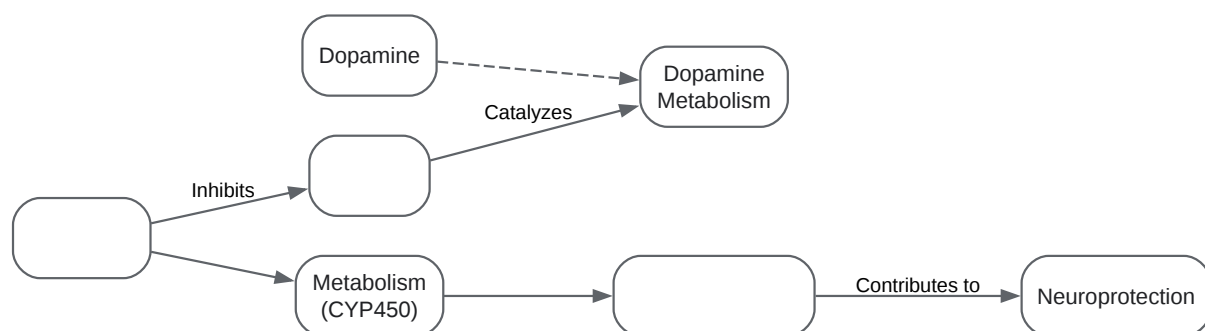 Dopamine
Dopamine
Metabolism
Catalyzes
Inhibits
Metabolism
(CYP450)
Contributes to
Neuroprotection